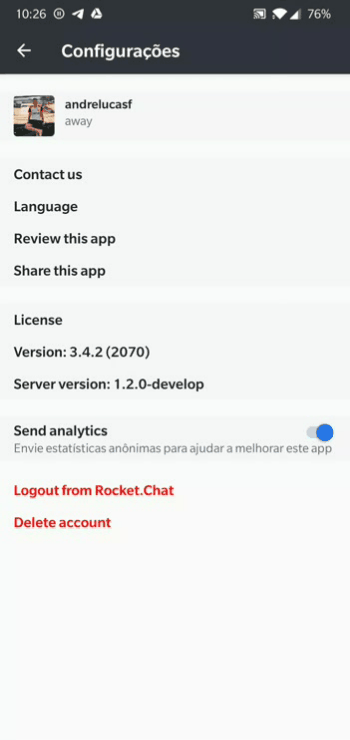 10:26
76%
Configurações
andrelucasf
away
Contact us
Language
Review this app
Share this app
License
Version: 3.4.2 (2070)
Server version: 1.2.0-develop
Send analytics
Envie estatísticas anônimas para ajudar a melhorar este app
Logout from Rocket.Chat
Delete account